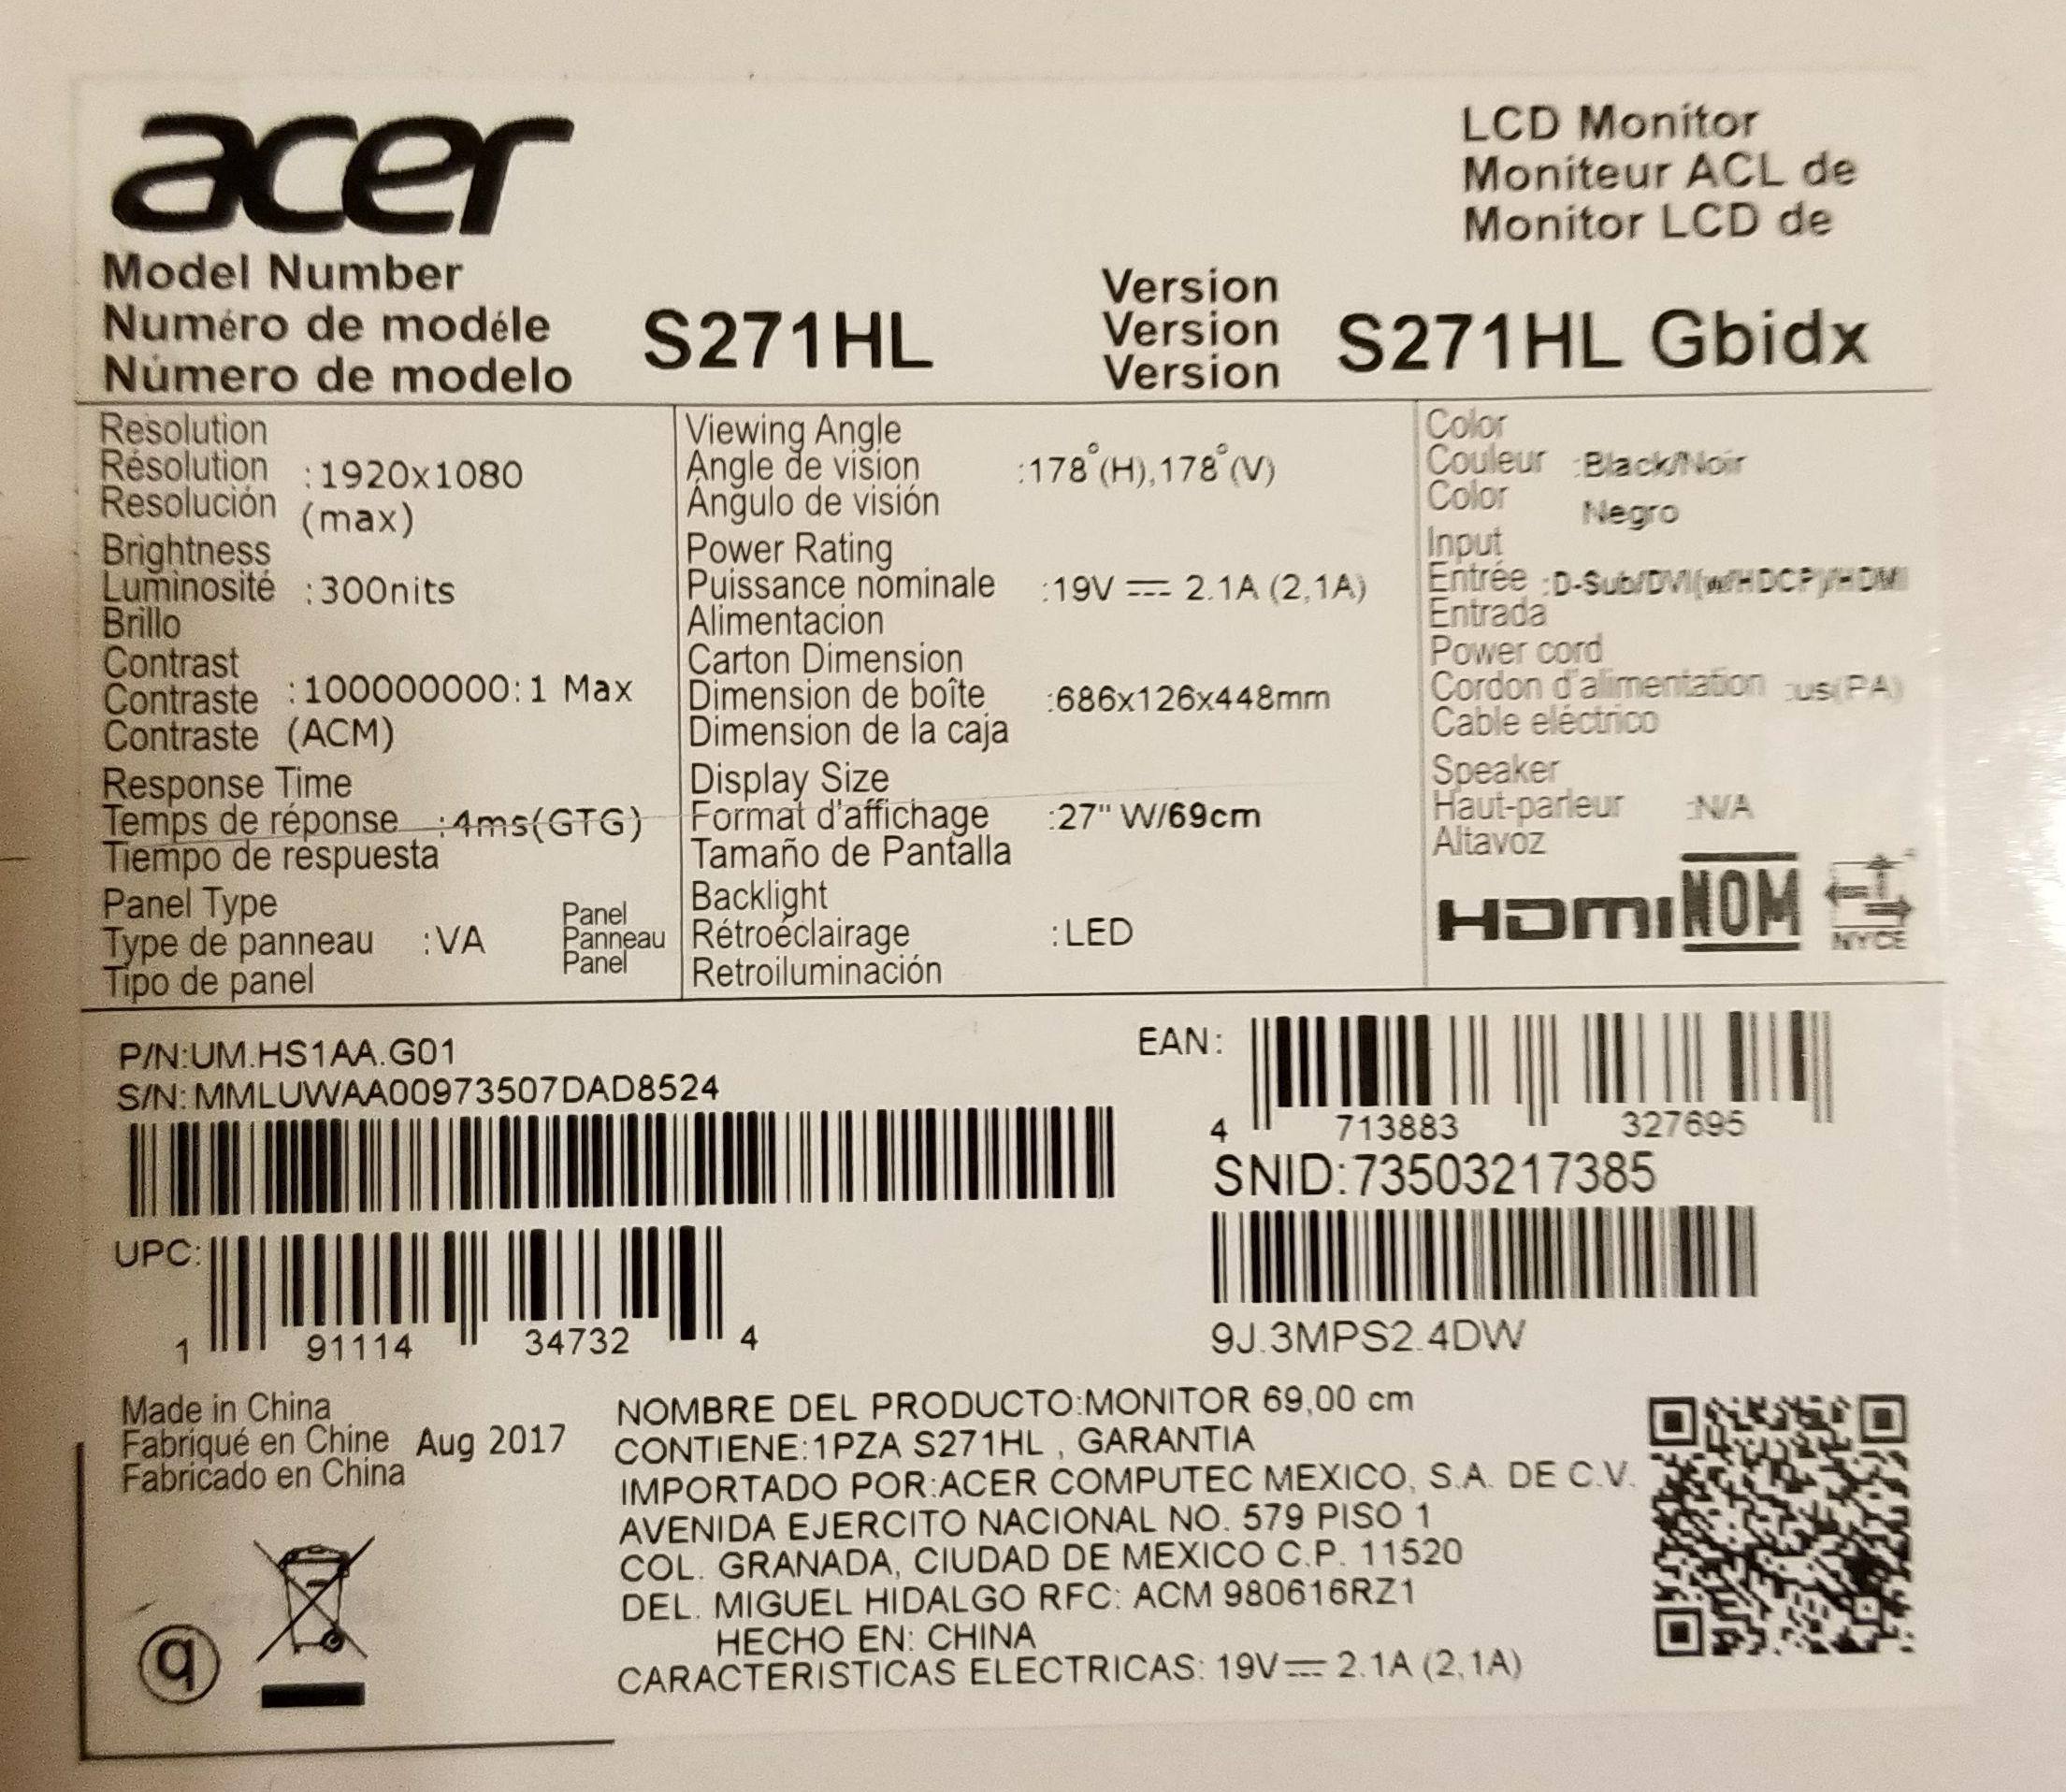 acer
LCD Monitor
Moniteur ACL de
Monitor LCD de
Model Number
Numéro de modéle
Número de modelo
S271HL
Version
Version
Version
S271HL Gbidx
Resolution
Résolution :1920x1080
Resolución (max)
Brightness
Luminosité :300nits
Brillo
Contrast
Contraste :100000000:1 Max
Contraste (ACM)
Response Time
Temps de réponse :4ms(GTG)
Tiempo de respuesta
Panel Type
Type de panneau :VA
Tipo de panel
Panel
Panneau
Panel
Viewing Angle
Angle de vision :178°(H),178°(V)
Ángulo de visión
Power Rating
Puissance nominale :19V ⎓ 2.1A (2,1A)
Alimentacion
Carton Dimension
Dimension de boîte :686x126x448mm
Dimension de la caja
Display Size
Format d'affichage :27" W/69cm
Tamaño de Pantalla
Backlight
Rétroéclairage :LED
Retroiluminación
Color
Couleur :Black/Noir
Color Negro
Input
Entrée :D-Sub/DVI(w/HDCP)/HDMI
Entrada
Power cord
Cordon d'alimentation :us(PA)
Cable eléctrico
Speaker
Haut-parleur :N/A
Altavoz
HDMI NOM NYCE
P/N:UM.HS1AA.G01
S/N:MMLUWAA00973507DAD8524
EAN:
4 713883 327695
SNID:73503217385
UPC:
1 91114 34732 4
9J.3MPS2.4DW
Made in China
Fabriqué en Chine Aug 2017
Fabricado en China
NOMBRE DEL PRODUCTO:MONITOR 69,00 cm
CONTIENE:1PZA S271HL , GARANTIA
IMPORTADO POR:ACER COMPUTEC MEXICO, S.A. DE C.V.
AVENIDA EJERCITO NACIONAL NO. 579 PISO 1
COL. GRANADA, CIUDAD DE MEXICO C.P. 11520
DEL. MIGUEL HIDALGO RFC: ACM 980616RZ1
HECHO EN: CHINA
CARACTERISTICAS ELECTRICAS: 19V ⎓ 2.1A (2,1A)
q